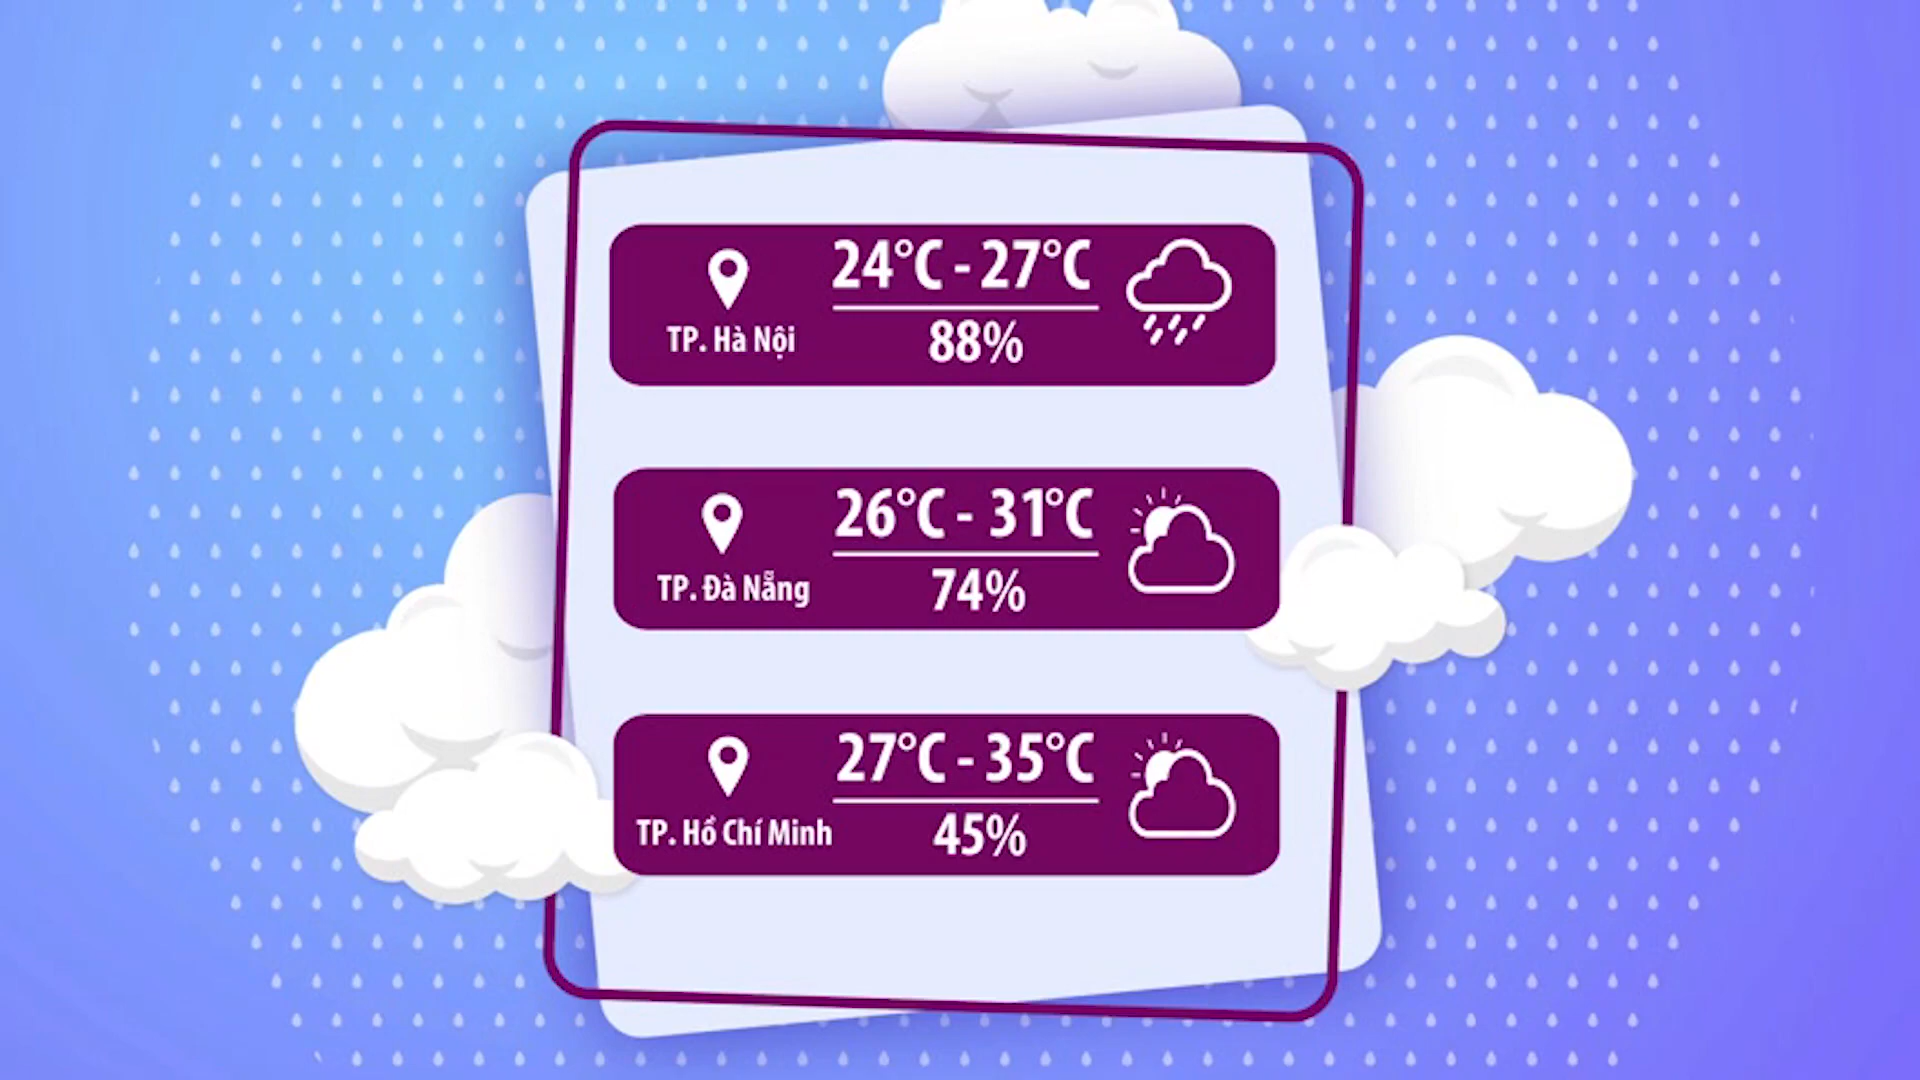 24°C - 27°C
TP. Hà Nội
88%
26°C - 31°C
TP. Đà Nẵng
74%
27°C - 35°C
TP. Hồ Chí Minh
45%